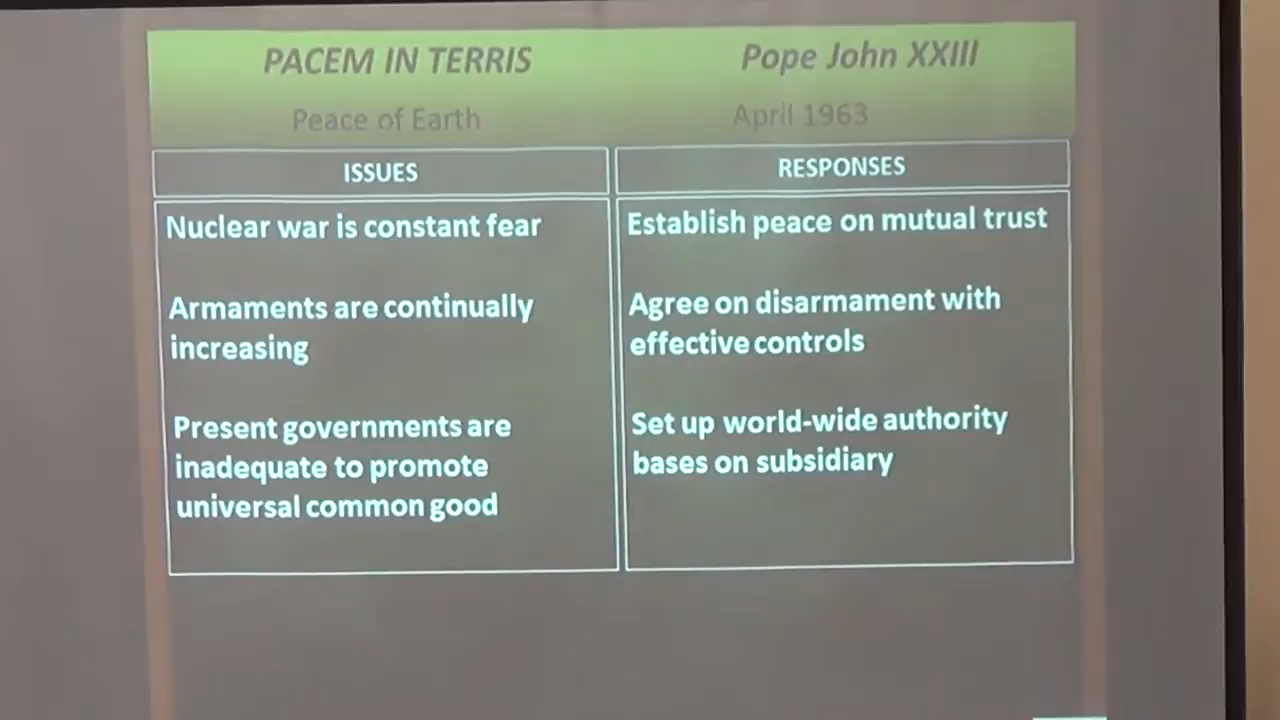 PACEM IN TERRIS
Pope John XXIII
Peace of Earth
April 1963
ISSUES
RESPONSES
Nuclear war is constant fear
Armaments are continually
increasing
Present governments are
inadequate to promote
universal common good
Establish peace on mutual trust
Agree on disarmament with
effective controls
Set up world-wide authority
bases on subsidiary